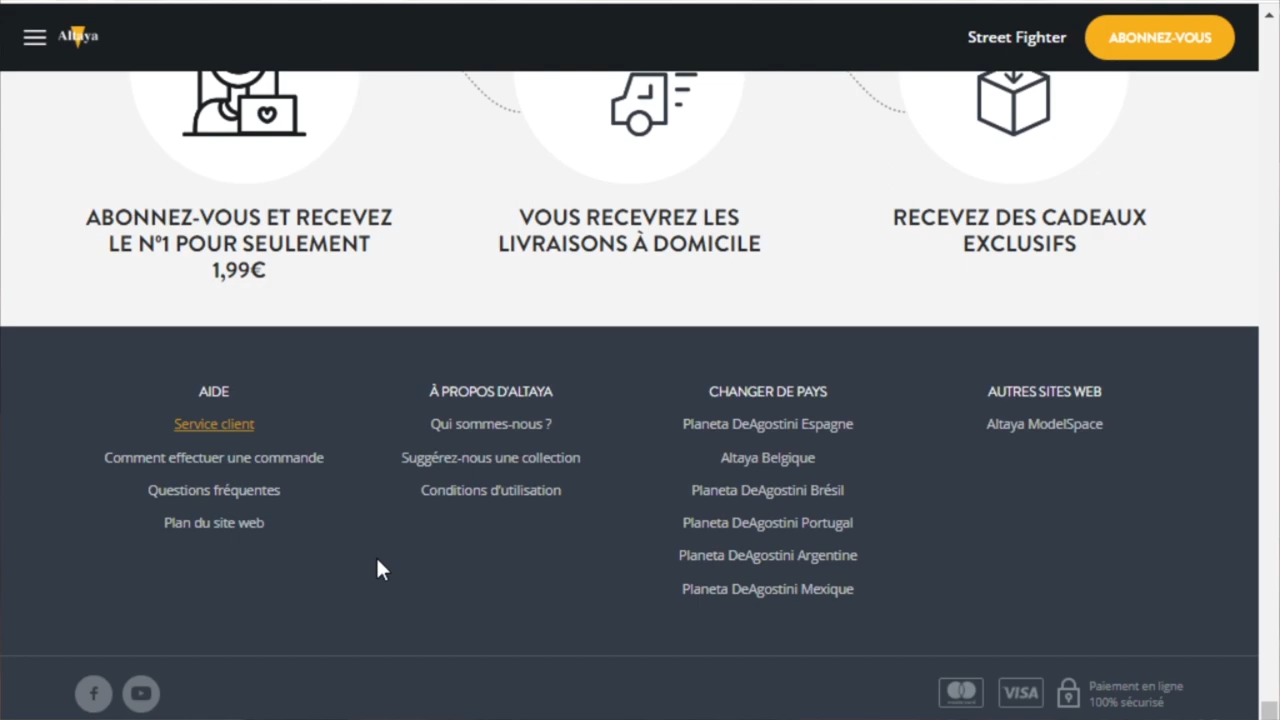 Altaya
Street Fighter
ABONNEZ-VOUS
ABONNEZ-VOUS ET RECEVEZ
LE Nº1 POUR SEULEMENT
1,99€
VOUS RECEVREZ LES
LIVRAISONS À DOMICILE
RECEVEZ DES CADEAUX
EXCLUSIFS
AIDE
Service client
Comment effectuer une commande
Questions fréquentes
Plan du site web
À PROPOS D'ALTAYA
Qui sommes-nous ?
Suggérez-nous une collection
Conditions d'utilisation
CHANGER DE PAYS
Planeta DeAgostini Espagne
Altaya Belgique
Planeta DeAgostini Brésil
Planeta DeAgostini Portugal
Planeta DeAgostini Argentine
Planeta DeAgostini Mexique
AUTRES SITES WEB
Altaya ModelSpace
VISA
Paiement en ligne
100% sécurisé